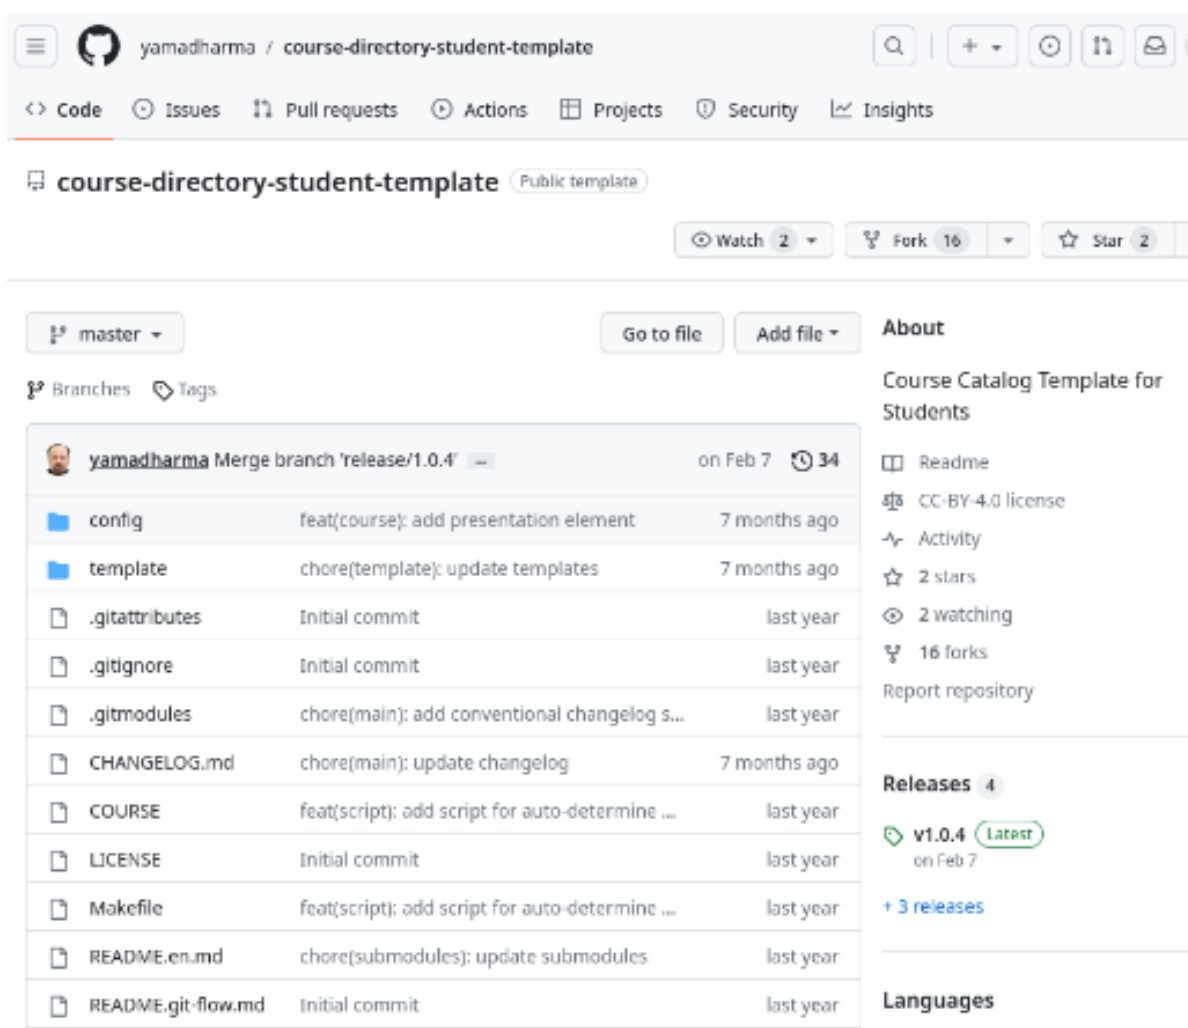 yamadharma / course-directory-student-template
Code Issues Pull requests Actions Projects Security Insights
course-directory-student-template Public template
Watch 2 Fork 16 Star 2
master Go to file Add file
Branches Tags
yamadharma Merge branch 'release/1.0.4' ... on Feb 7 34
config feat(course): add presentation element 7 months ago
template chore(template): update templates 7 months ago
.gitattributes Initial commit last year
.gitignore Initial commit last year
.gitmodules chore(main): add conventional changelog s... last year
CHANGELOG.md chore(main): update changelog 7 months ago
COURSE feat(script): add script for auto-determine ... last year
LICENSE Initial commit last year
Makefile feat(script): add script for auto-determine ... last year
README.en.md chore(submodules): update submodules last year
README.git-flow.md Initial commit last year
About
Course Catalog Template for
Students
Readme
CC-BY-4.0 license
Activity
2 stars
2 watching
16 forks
Report repository
Releases 4
v1.0.4 Latest
on Feb 7
+ 3 releases
Languages